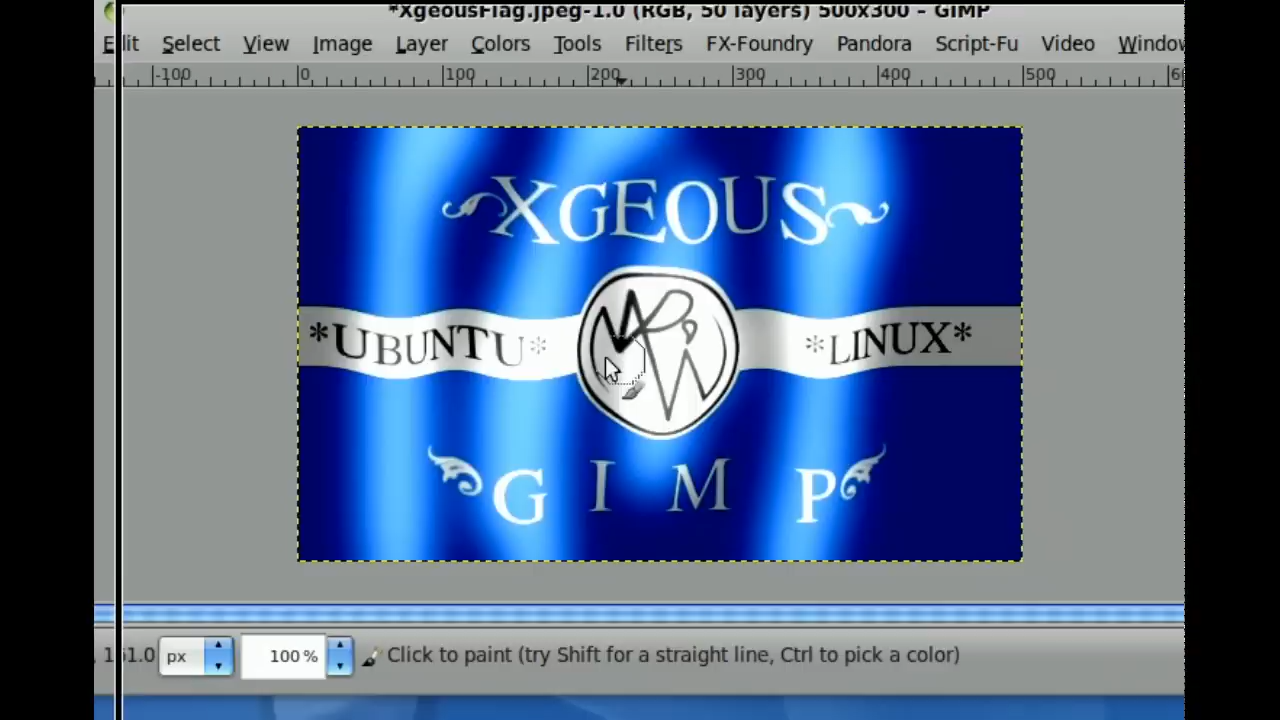 *XgeousFlag.jpeg-1.0 (RGB, 50 layers) 500x300 – GIMP
Edit Select View Image Layer Colors Tools Filters FX-Foundry Pandora Script-Fu Video
-100 0 100 200 300 400 500
XGEOUS
*UBUNTU* *LINUX*
G I M P
px 100 % Click to paint (try Shift for a straight line, Ctrl to pick a color)